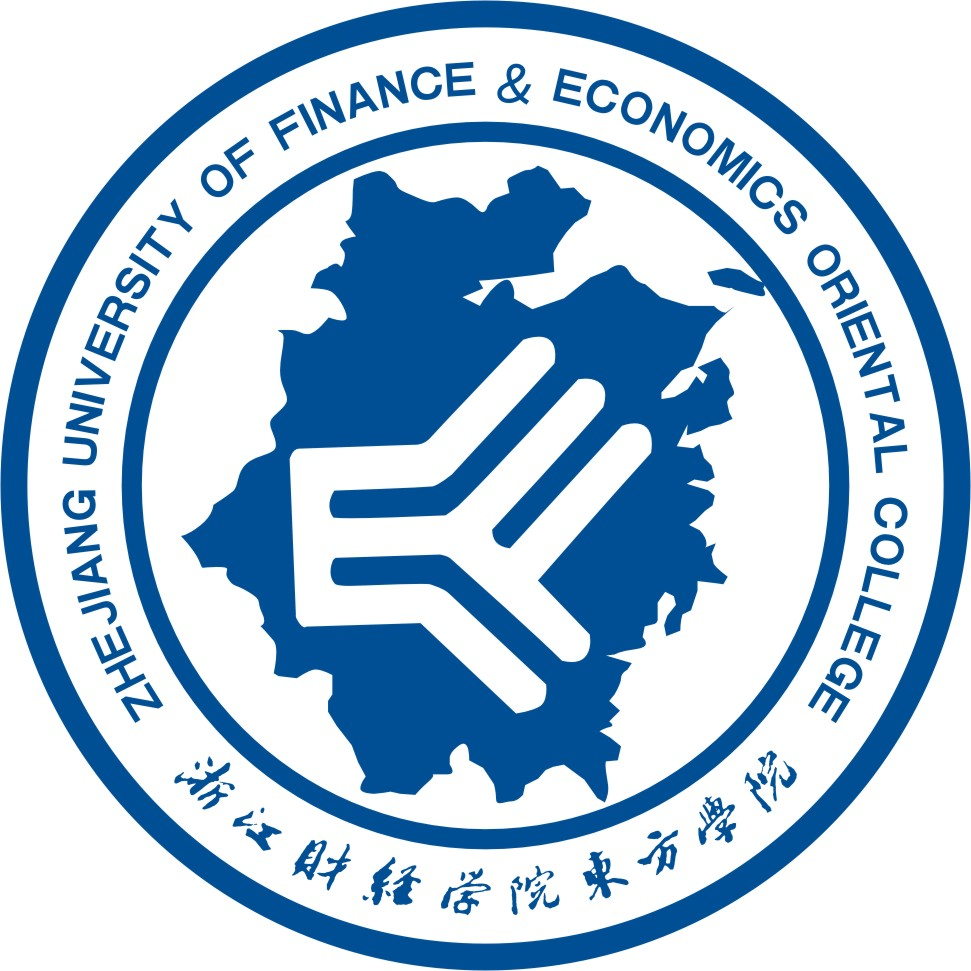 ZHEJIANG UNIVERSITY OF FINANCE & ECONOMICS ORIENTAL COLLEGE
浙江财经学院東方學院